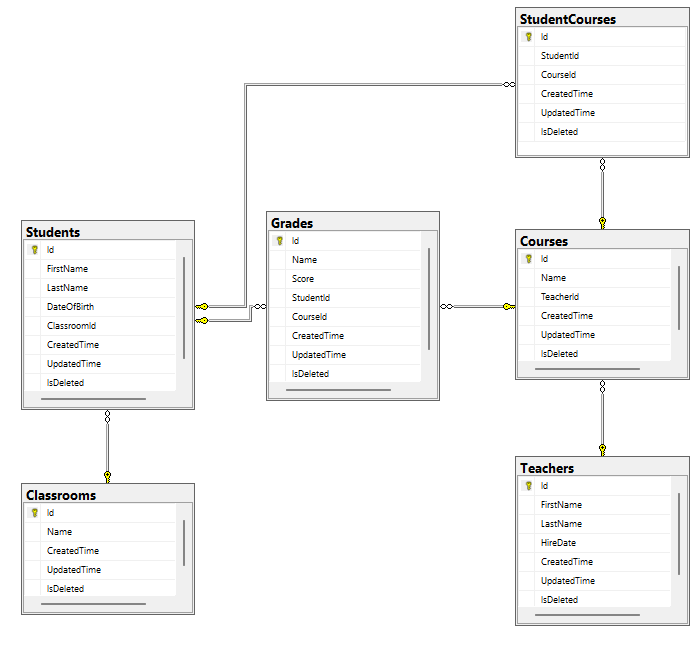 StudentCourses
Id
StudentId
CourseId
CreatedTime
UpdatedTime
IsDeleted
Students
Id
FirstName
LastName
DateOfBirth
ClassroomId
CreatedTime
UpdatedTime
IsDeleted
Grades
Id
Name
Score
StudentId
CourseId
CreatedTime
UpdatedTime
IsDeleted
Courses
Id
Name
TeacherId
CreatedTime
UpdatedTime
IsDeleted
Classrooms
Id
Name
CreatedTime
UpdatedTime
IsDeleted
Teachers
Id
FirstName
LastName
HireDate
CreatedTime
UpdatedTime
IsDeleted